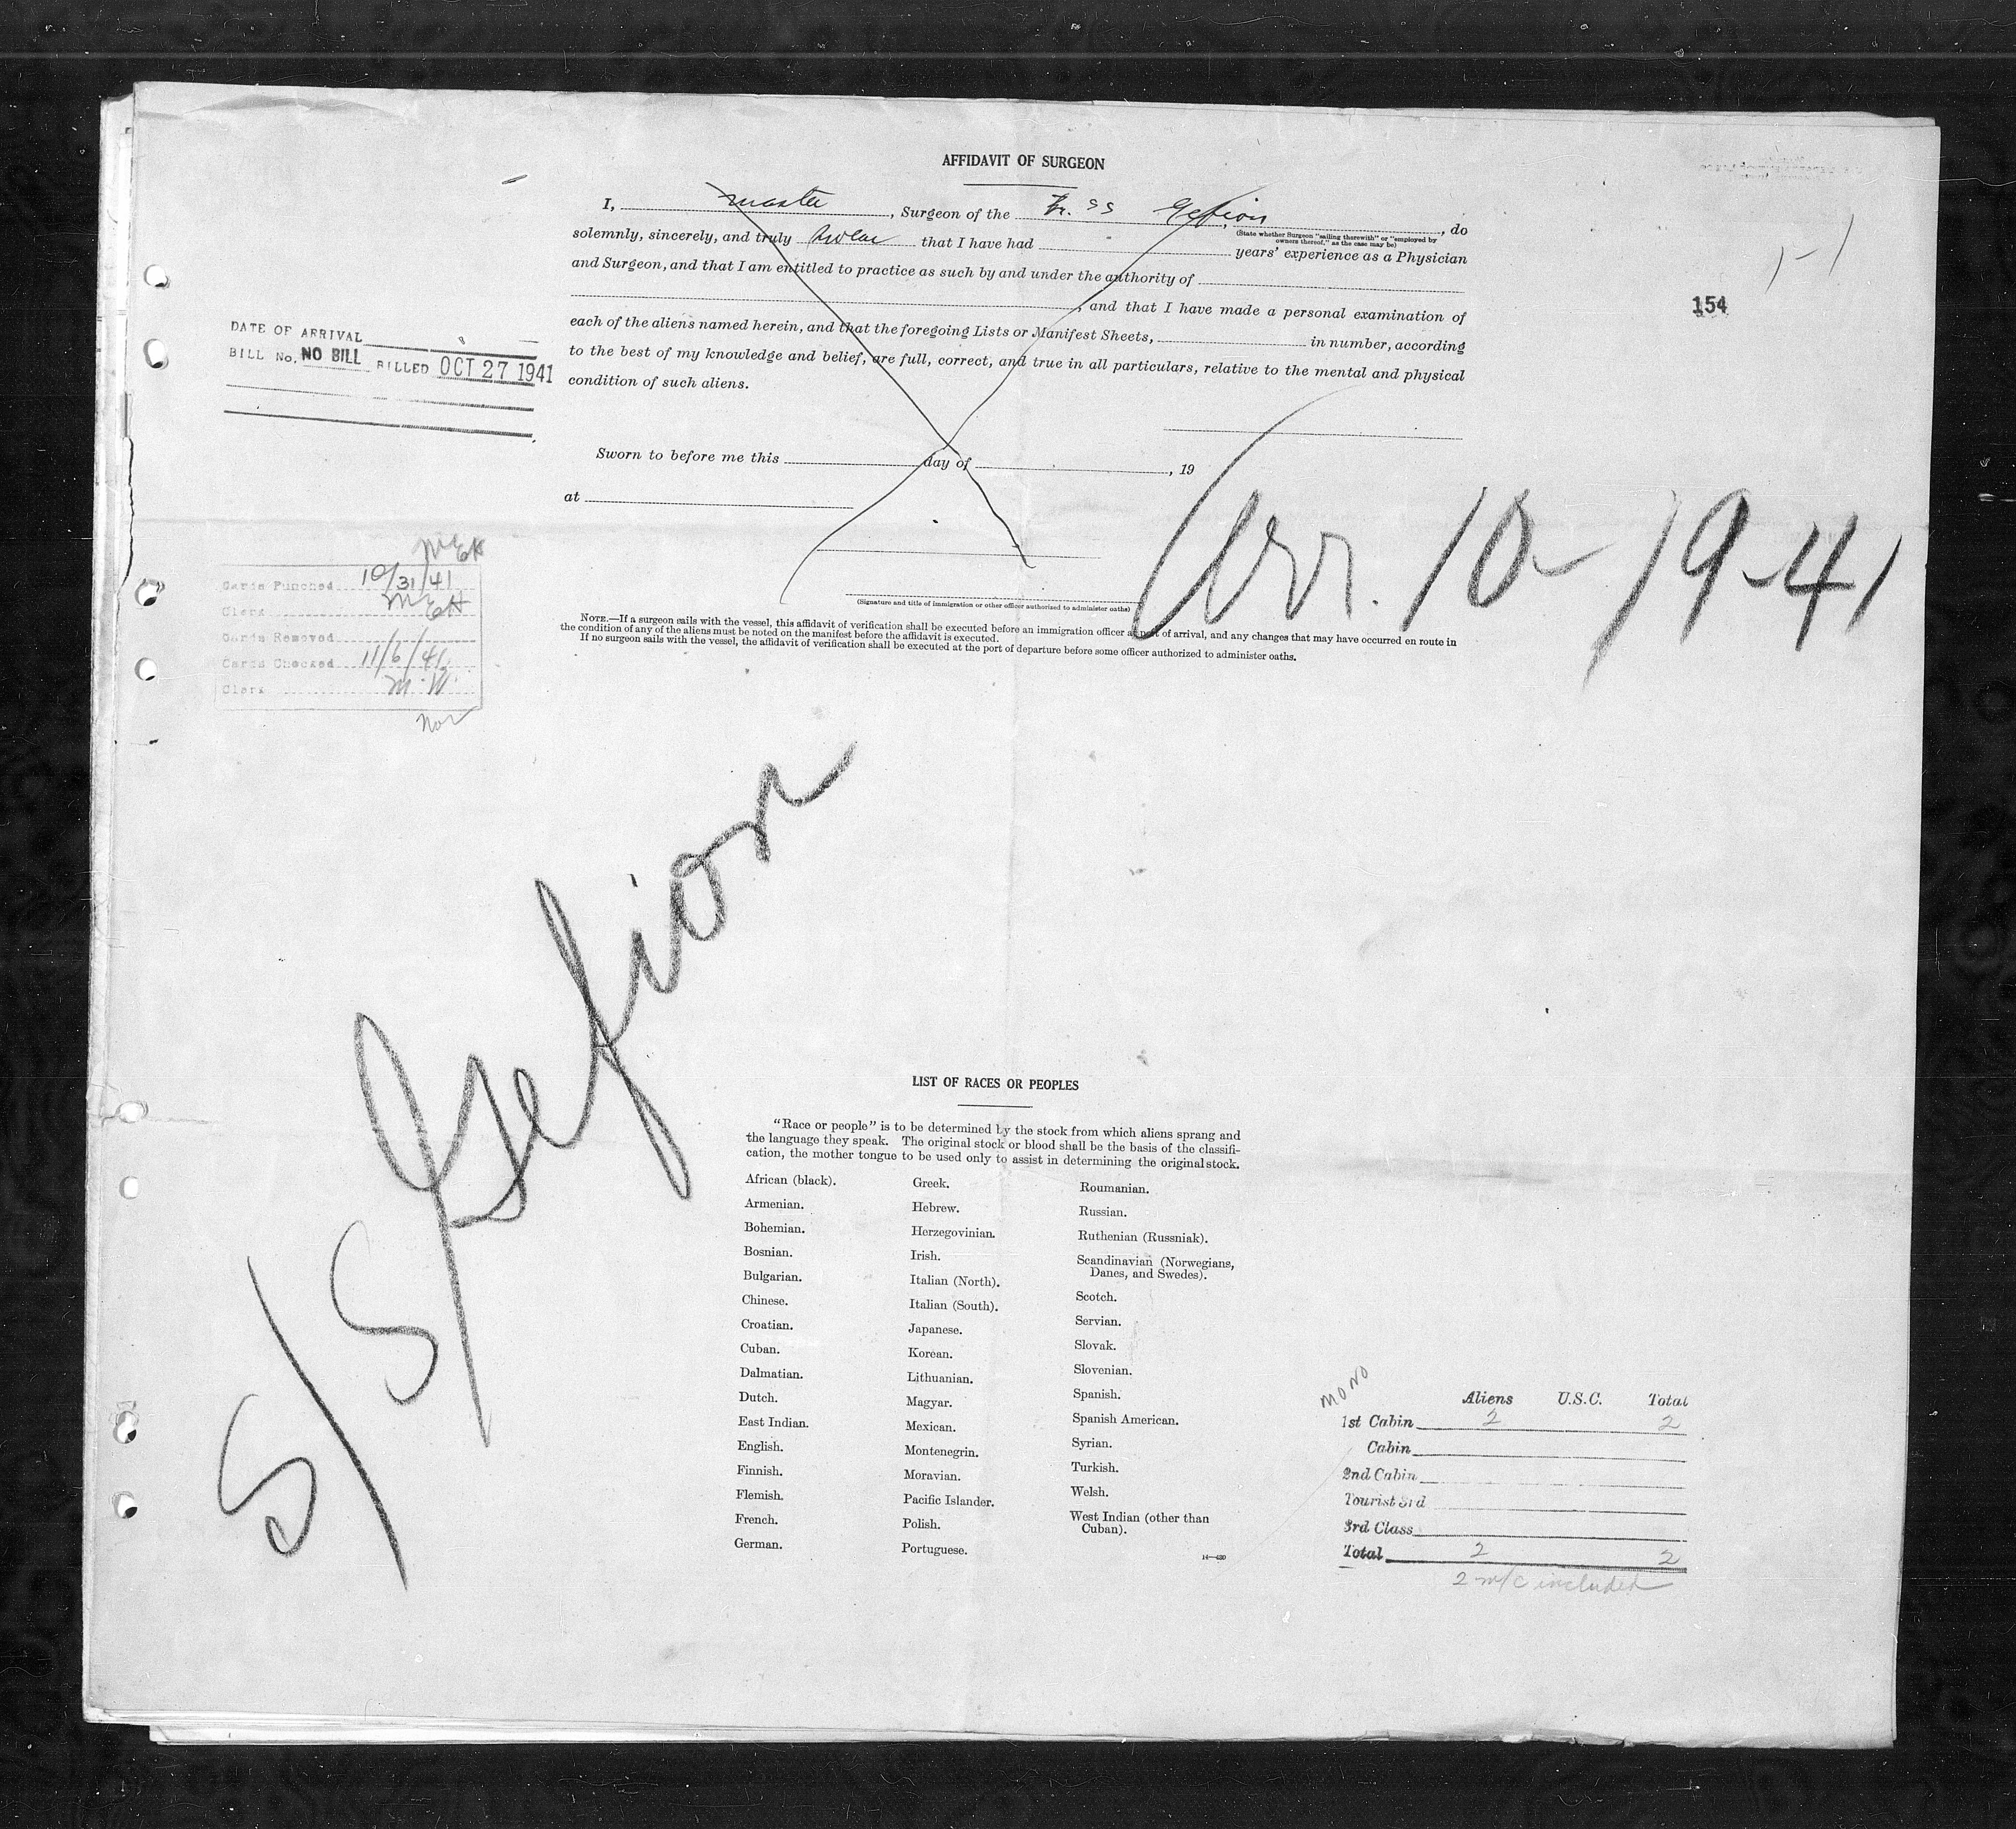 AFFIDAVIT OF SURGEON
I, master, Surgeon of the Nr. SS Gefion, do
(State whether Surgeon "sailing therewith" or "employed by
owners thereof," as the case may be)
solemnly, sincerely, and truly swear that I have had years' experience as a Physician
and Surgeon, and that I am entitled to practice as such by and under the authority of
, and that I have made a personal examination of
each of the aliens named herein, and that the foregoing Lists or Manifest Sheets, in number, according
to the best of my knowledge and belief, are full, correct, and true in all particulars, relative to the mental and physical
condition of such aliens.
1-1
154
DATE OF ARRIVAL
BILL No. NO BILL BILLED OCT 27 1941
Sworn to before me this day of , 19
at
Arr. 10-19-41
(Signature and title of immigration or other officer authorized to administer oaths)
NOTE.—If a surgeon sails with the vessel, this affidavit of verification shall be executed before an immigration officer at port of arrival, and any changes that may have occurred en route in
the condition of any of the aliens must be noted on the manifest before the affidavit is executed.
If no surgeon sails with the vessel, the affidavit of verification shall be executed at the port of departure before some officer authorized to administer oaths.
MEH
Cards Punched 10/31/41
Clerk MEH
Cards Removed
Cards Checked 11/6/41
Clerk M.W.
Nor
S/S Gefion
LIST OF RACES OR PEOPLES
"Race or people" is to be determined by the stock from which aliens sprang and
the language they speak. The original stock or blood shall be the basis of the classifi-
cation, the mother tongue to be used only to assist in determining the original stock.
African (black).
Armenian.
Bohemian.
Bosnian.
Bulgarian.
Chinese.
Croatian.
Cuban.
Dalmatian.
Dutch.
East Indian.
English.
Finnish.
Flemish.
French.
German.
Greek.
Hebrew.
Herzegovinian.
Irish.
Italian (North).
Italian (South).
Japanese.
Korean.
Lithuanian.
Magyar.
Mexican.
Montenegrin.
Moravian.
Pacific Islander.
Polish.
Portuguese.
Roumanian.
Russian.
Ruthenian (Russniak).
Scandinavian (Norwegians,
Danes, and Swedes).
Scotch.
Servian.
Slovak.
Slovenian.
Spanish.
Spanish American.
Syrian.
Turkish.
Welsh.
West Indian (other than
Cuban).
MONO
Aliens U.S.C. Total
1st Cabin 2 2
Cabin
2nd Cabin
Tourist 3rd
3rd Class
Total 2 2
2 m/c included